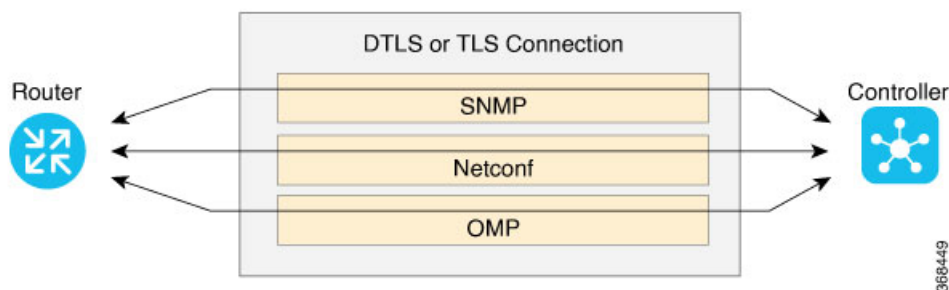 DTLS or TLS Connection
Router
Controller
SNMP
Netconf
OMP
368449